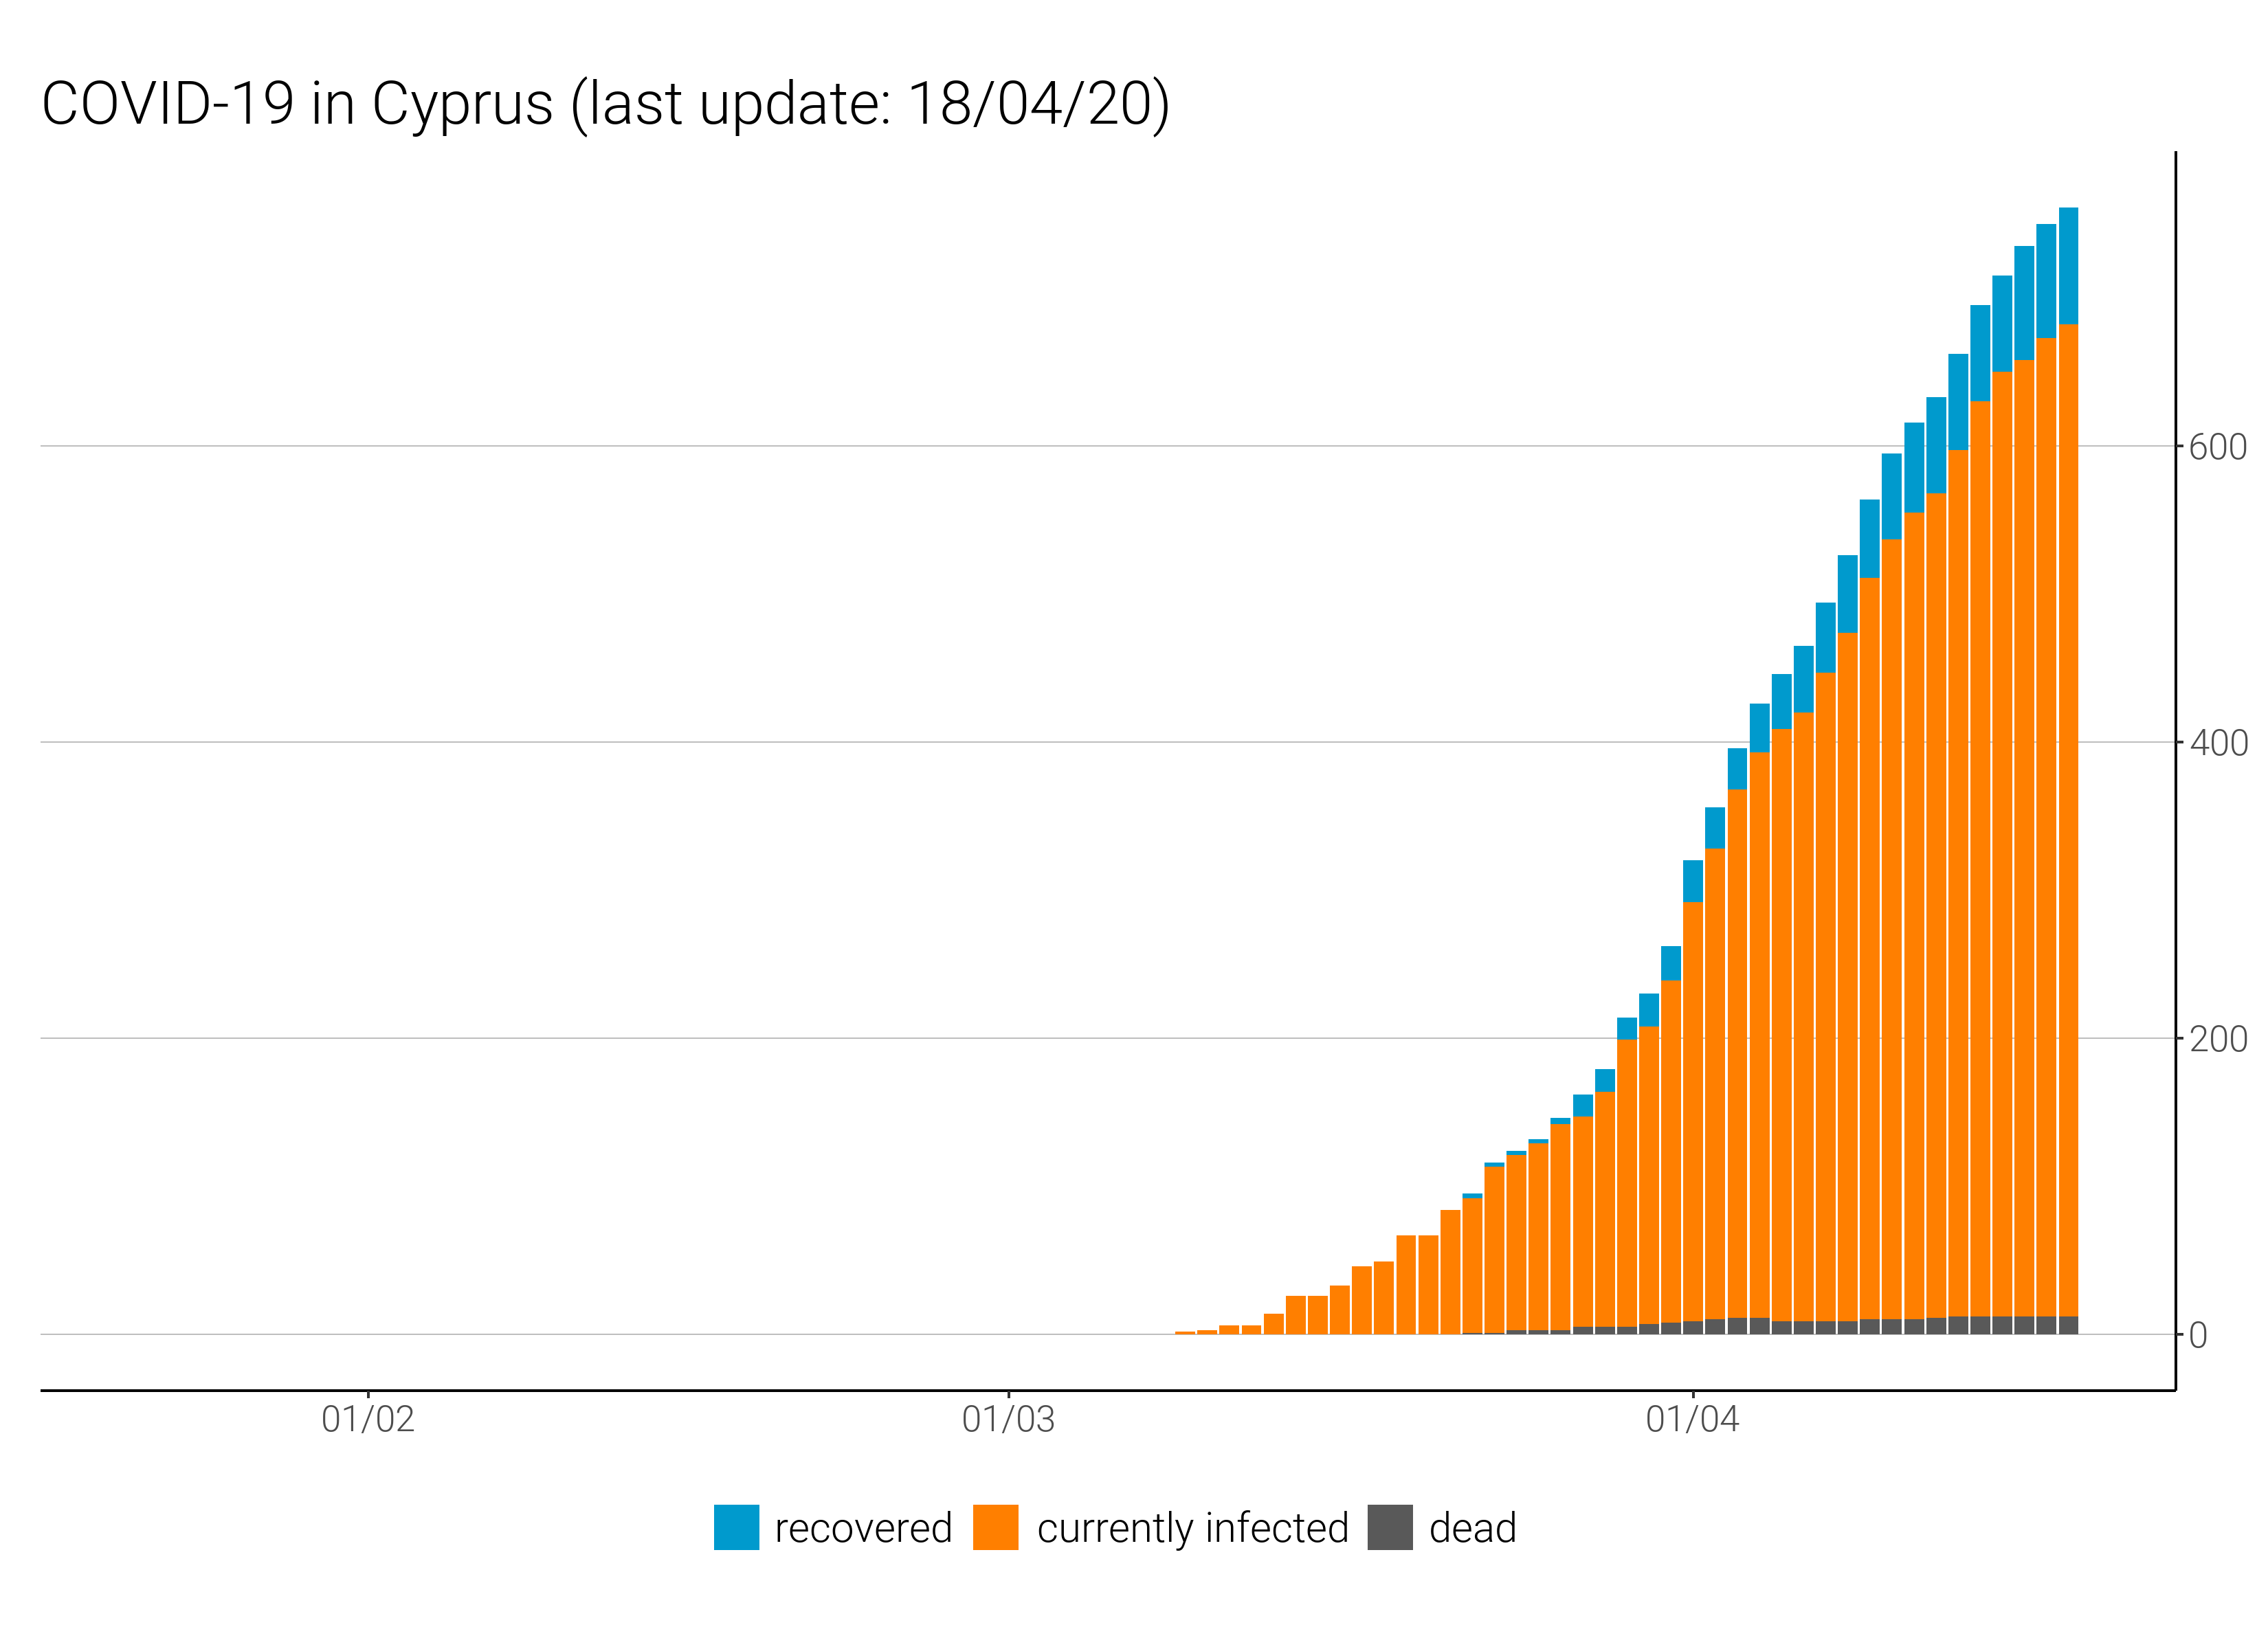 COVID-19 in Cyprus (last update: 18/04/20)
600
400
200
0
01/02 01/03 01/04
recovered currently infected dead